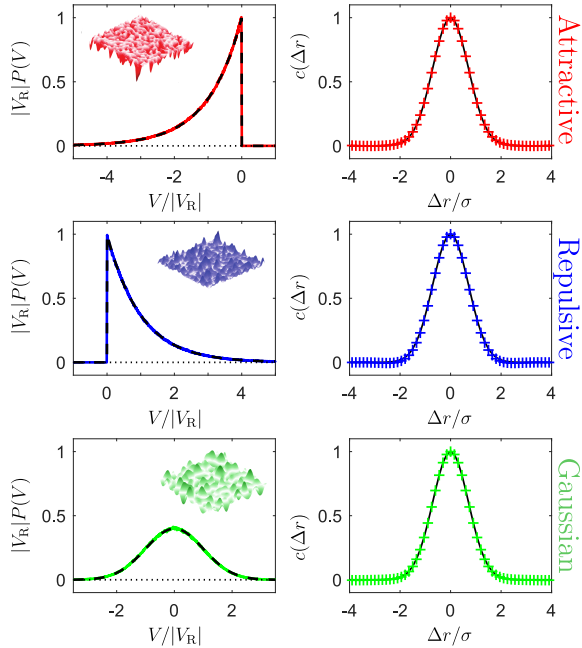 |V_R|P(V)
1
0.5
0
-4 -2 0
V/|V_R|
c(Δr)
1
0.5
0
-4 -2 0 2 4
Δr/σ
Attractive
|V_R|P(V)
1
0.5
0
0 2 4
V/|V_R|
c(Δr)
1
0.5
0
-4 -2 0 2 4
Δr/σ
Repulsive
|V_R|P(V)
1
0.5
0
-2 0 2
V/|V_R|
c(Δr)
1
0.5
0
-4 -2 0 2 4
Δr/σ
Gaussian